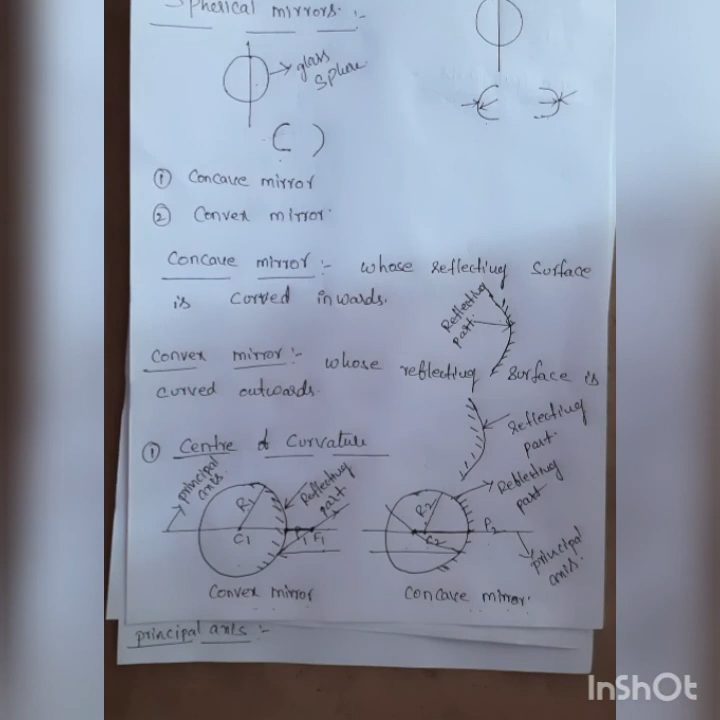 Spherical mirrors :-
glass
sphere
( )
① Concave mirror
② Convex mirror.
Concave mirror :- whose reflecting surface
is curved inwards.
Reflecting
part.
Convex mirror :- whose reflecting surface is
curved outwards.
Reflecting
part.
① Centre of Curvature
principal
axis.
R1
C1
P1 F1
Reflecting
part
R2
C2
P2
Reflecting
part
principal
axis.
Convex mirror
Concave mirror.
principal axis :-
InShOt